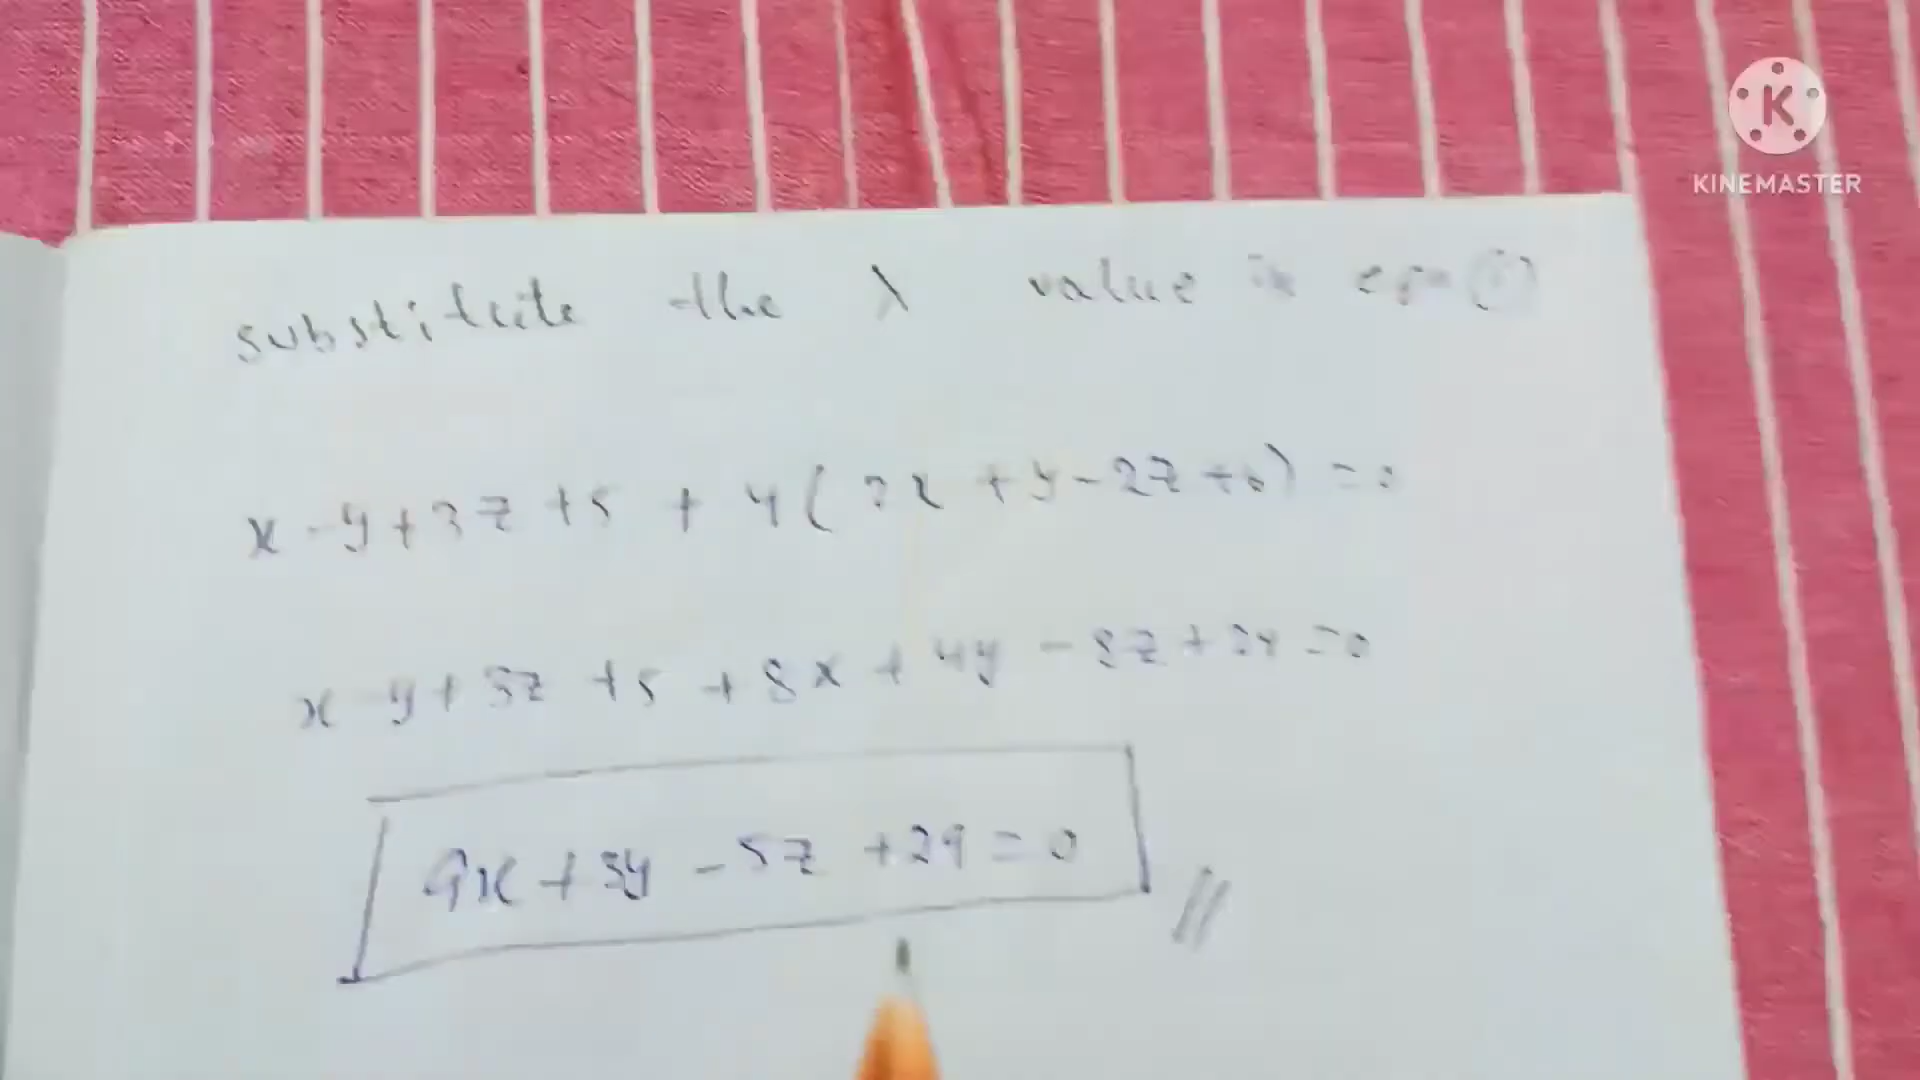 K
KINEMASTER
substitute the λ value in eqn (i)
x - y + 3z + 5 + 4 ( 2x + y - 2z + 6 ) = 0
x - y + 3z + 5 + 8x + 4y - 8z + 24 = 0
9x + 3y - 5z + 29 = 0